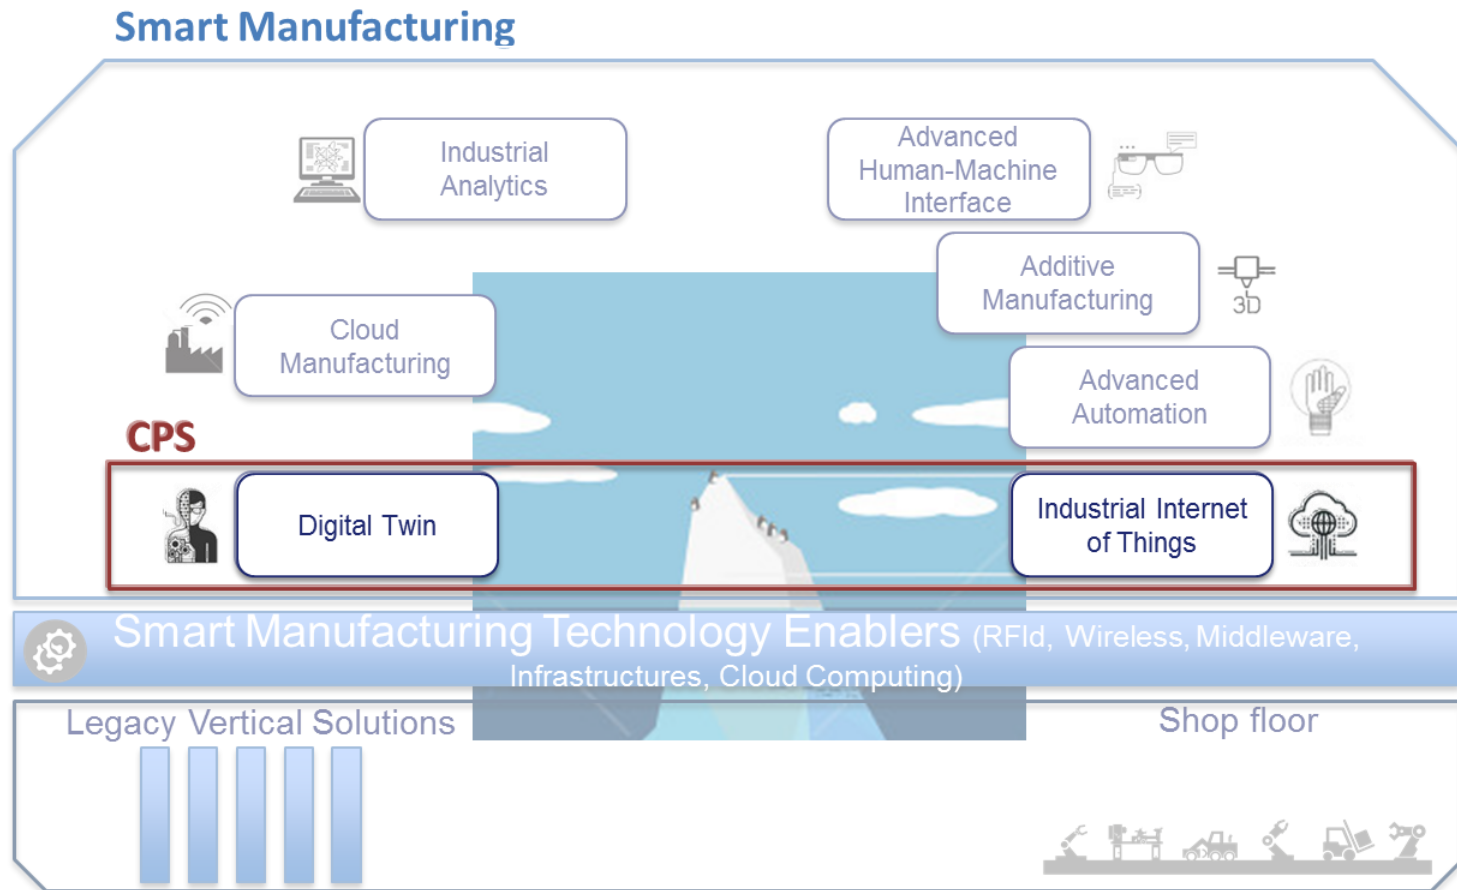 Smart Manufacturing
Industrial
Analytics
Advanced
Human-Machine
Interface
Additive
Manufacturing
3D
Cloud
Manufacturing
Advanced
Automation
CPS
Digital Twin
Industrial Internet
of Things
Smart Manufacturing Technology Enablers (RFId, Wireless, Middleware,
Infrastructures, Cloud Computing)
Legacy Vertical Solutions
Shop floor